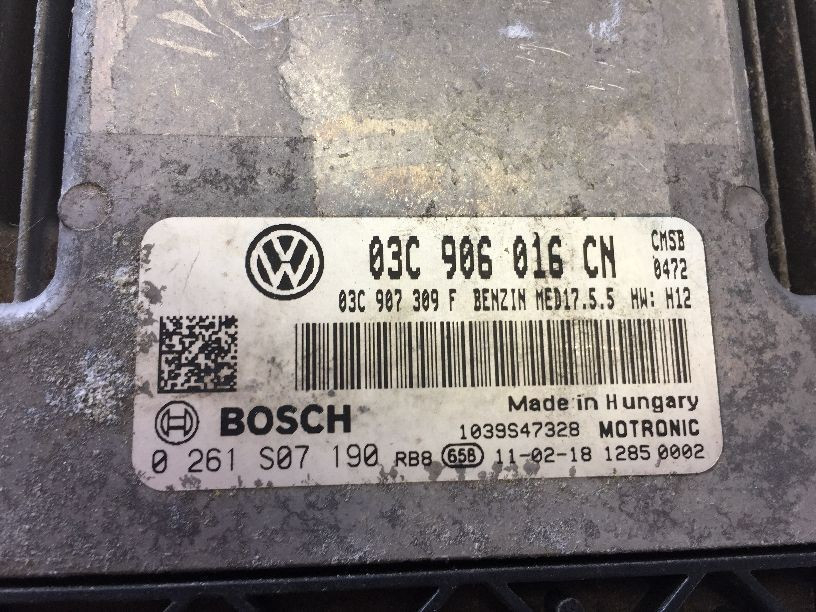 03C 906 016 CN CMSB
0472
03C 907 309 F BENZIN MED17.5.5 HW: H12
Made in Hungary
BOSCH 1039S47328 MOTRONIC
0 261 S07 190 RB8 65B 11-02-18 1285 0002